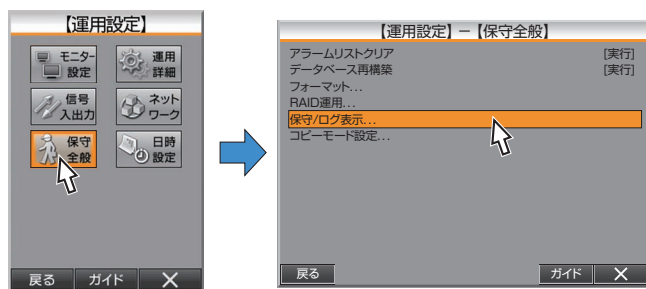 【運用設定】
モニター
設定
運用
詳細
信号
入出力
ネット
ワーク
保守
全般
日時
設定
戻る ガイド ×
【運用設定】－【保守全般】
アラームリストクリア [実行]
データベース再構築 [実行]
フォーマット...
RAID運用...
保守/ログ表示...
コピーモード設定...
戻る ガイド ×